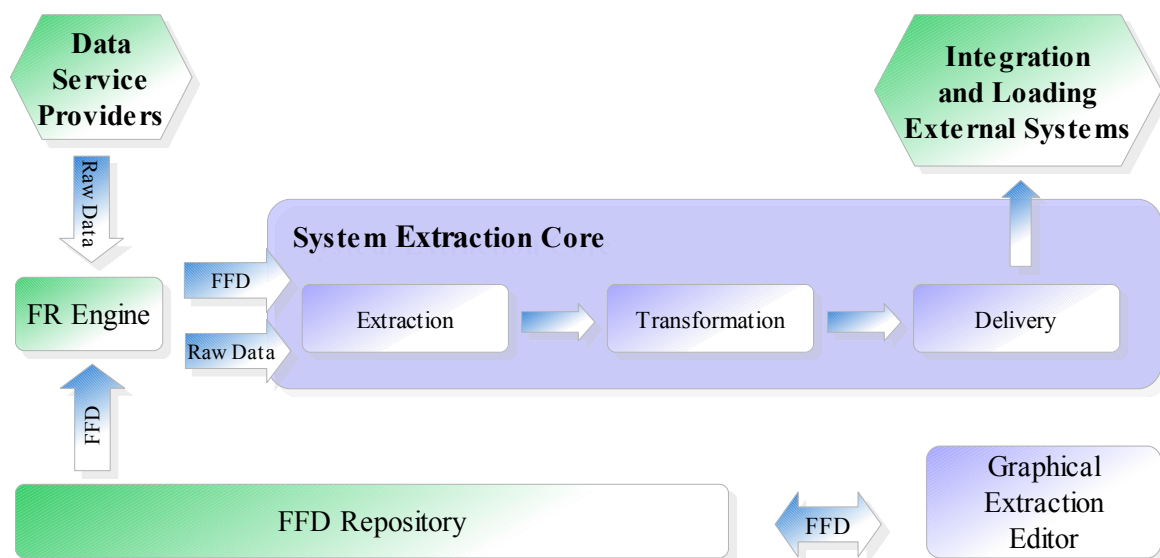 Data
Service
Providers
Integration
and Loading
External Systems
Raw Data
System Extraction Core
FFD
FR Engine
Extraction
Transformation
Delivery
Raw Data
FFD
FFD Repository
FFD
Graphical
Extraction
Editor